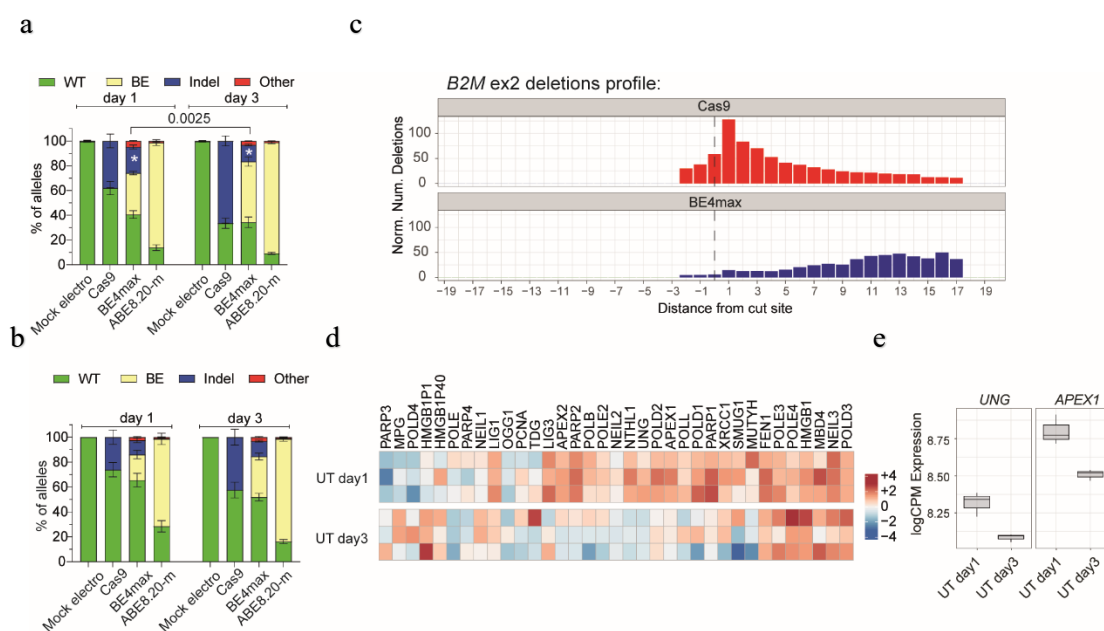 a
WT BE Indel Other
day 1 day 3
0.0025
% of alleles
100
80
60
40
20
0
* *
Mock electro Cas9 BE4max ABE8.20-m Mock electro Cas9 BE4max ABE8.20-m
b
WT BE Indel Other
day 1 day 3
% of alleles
100
80
60
40
20
0
Mock electro Cas9 BE4max ABE8.20-m Mock electro Cas9 BE4max ABE8.20-m
c
B2M ex2 deletions profile:
Cas9
100
50
0
BE4max
100
50
0
Norm. Num. Deletions
−19 −17 −15 −13 −11 −9 −7 −5 −3 −1 1 3 5 7 9 11 13 15 17 19
Distance from cut site
d
PARP3 MPG POLD4 HMGB1P1 HMGB1P40 POLE PARP4 NEIL1 LIG1 OGG1 PCNA TDG LIG3 APEX2 PARP2 POLB POLE2 NEIL2 NTHL1 UNG POLD2 APEX1 POLL POLD1 PARP1 XRCC1 SMUG1 MUTYH FEN1 POLE3 POLE4 HMGB1 MBD4 NEIL3 POLD3
UT day1
UT day3
+4
+2
0
−2
−4
e
UNG APEX1
logCPM Expression
8.75
8.50
8.25
UT day1 UT day3 UT day1 UT day3